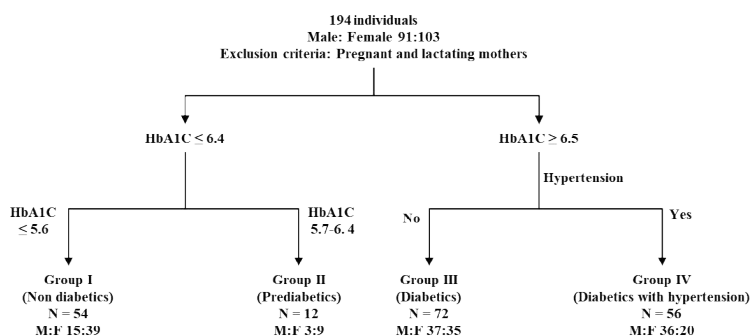 194 individuals
Male: Female 91:103
Exclusion criteria: Pregnant and lactating mothers
HbA1C ≤ 6.4
HbA1C ≥ 6.5
Hypertension
HbA1C
≤ 5.6
HbA1C
5.7-6. 4
No
Yes
Group I
(Non diabetics)
N = 54
M:F 15:39
Group II
(Prediabetics)
N = 12
M:F 3:9
Group III
(Diabetics)
N = 72
M:F 37:35
Group IV
(Diabetics with hypertension)
N = 56
M:F 36:20